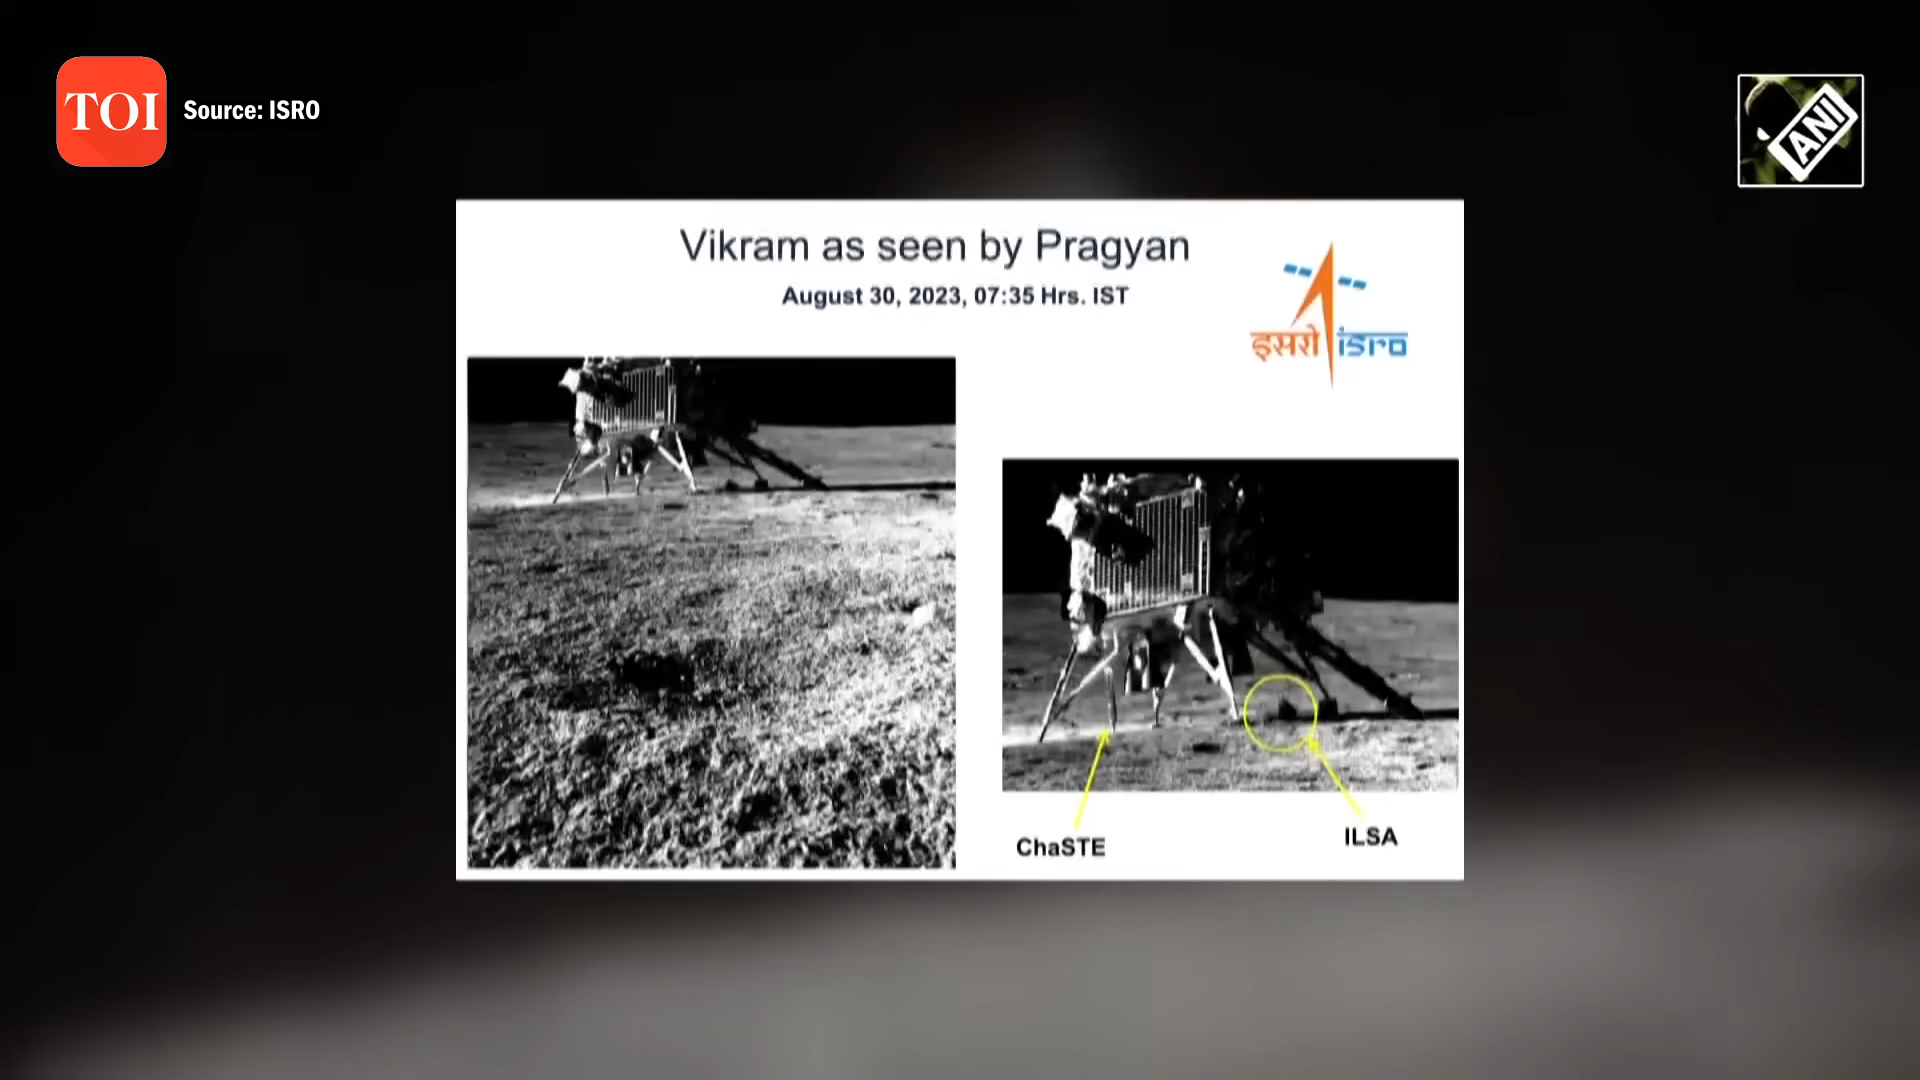 TOI
Source: ISRO
ANI
Vikram as seen by Pragyan
August 30, 2023, 07:35 Hrs. IST
इसरो isro
ChaSTE
ILSA